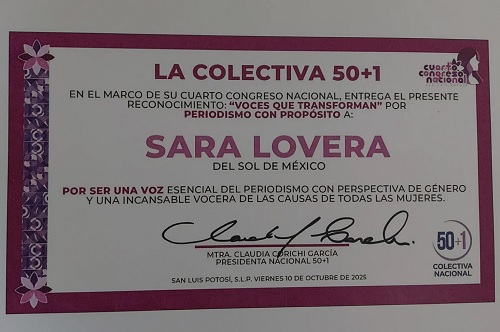 cuarto
congreso
nacional
LA COLECTIVA 50+1
EN EL MARCO DE SU CUARTO CONGRESO NACIONAL, ENTREGA EL PRESENTE
RECONOCIMIENTO: “VOCES QUE TRANSFORMAN” POR
PERIODISMO CON PROPÓSITO A:
SARA LOVERA
DEL SOL DE MÉXICO
POR SER UNA VOZ ESENCIAL DEL PERIODISMO CON PERSPECTIVA DE GÉNERO
Y UNA INCANSABLE VOCERA DE LAS CAUSAS DE TODAS LAS MUJERES.
MTRA. CLAUDIA CORICHI GARCÍA
PRESIDENTA NACIONAL 50+1
50+1
COLECTIVA
NACIONAL
SAN LUIS POTOSÍ, S.L.P. VIERNES 10 DE OCTUBRE DE 2025